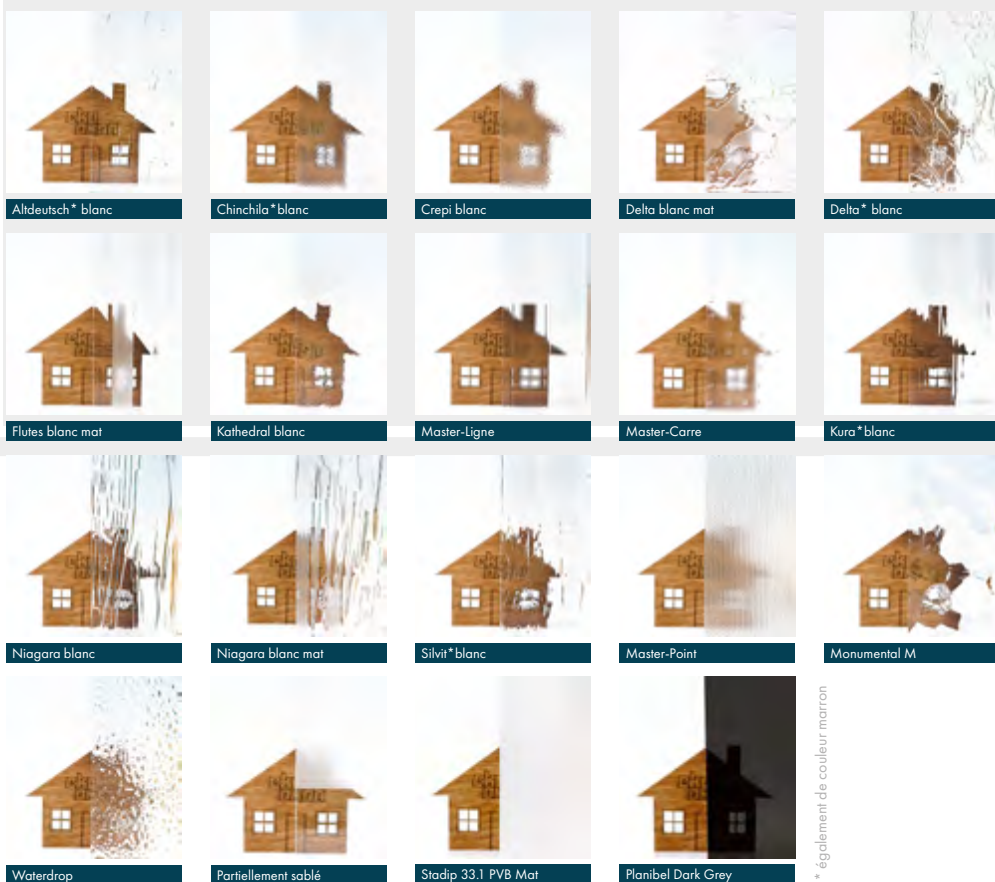 Altdeutsch* blanc
Chinchila*blanc
Crepi blanc
Delta blanc mat
Delta* blanc
Flutes blanc mat
Kathedral blanc
Master-Ligne
Master-Carre
Kura*blanc
Niagara blanc
Niagara blanc mat
Silvit*blanc
Master-Point
Monumental M
Waterdrop
Partiellement sablé
Stadip 33.1 PVB Mat
Planibel Dark Grey
* également de couleur marron